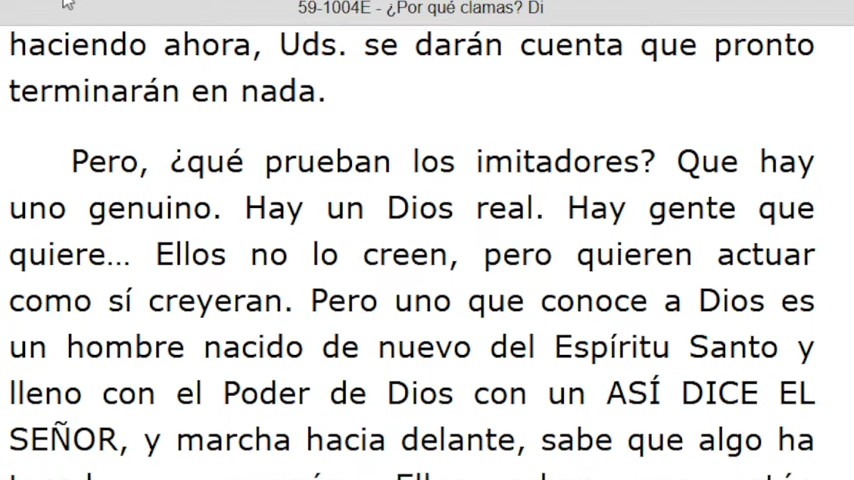 59-1004E - ¿Por qué clamas? Di
haciendo ahora, Uds. se darán cuenta que pronto
terminarán en nada.
Pero, ¿qué prueban los imitadores? Que hay
uno genuino. Hay un Dios real. Hay gente que
quiere… Ellos no lo creen, pero quieren actuar
como sí creyeran. Pero uno que conoce a Dios es
un hombre nacido de nuevo del Espíritu Santo y
lleno con el Poder de Dios con un ASÍ DICE EL
SEÑOR, y marcha hacia delante, sabe que algo ha